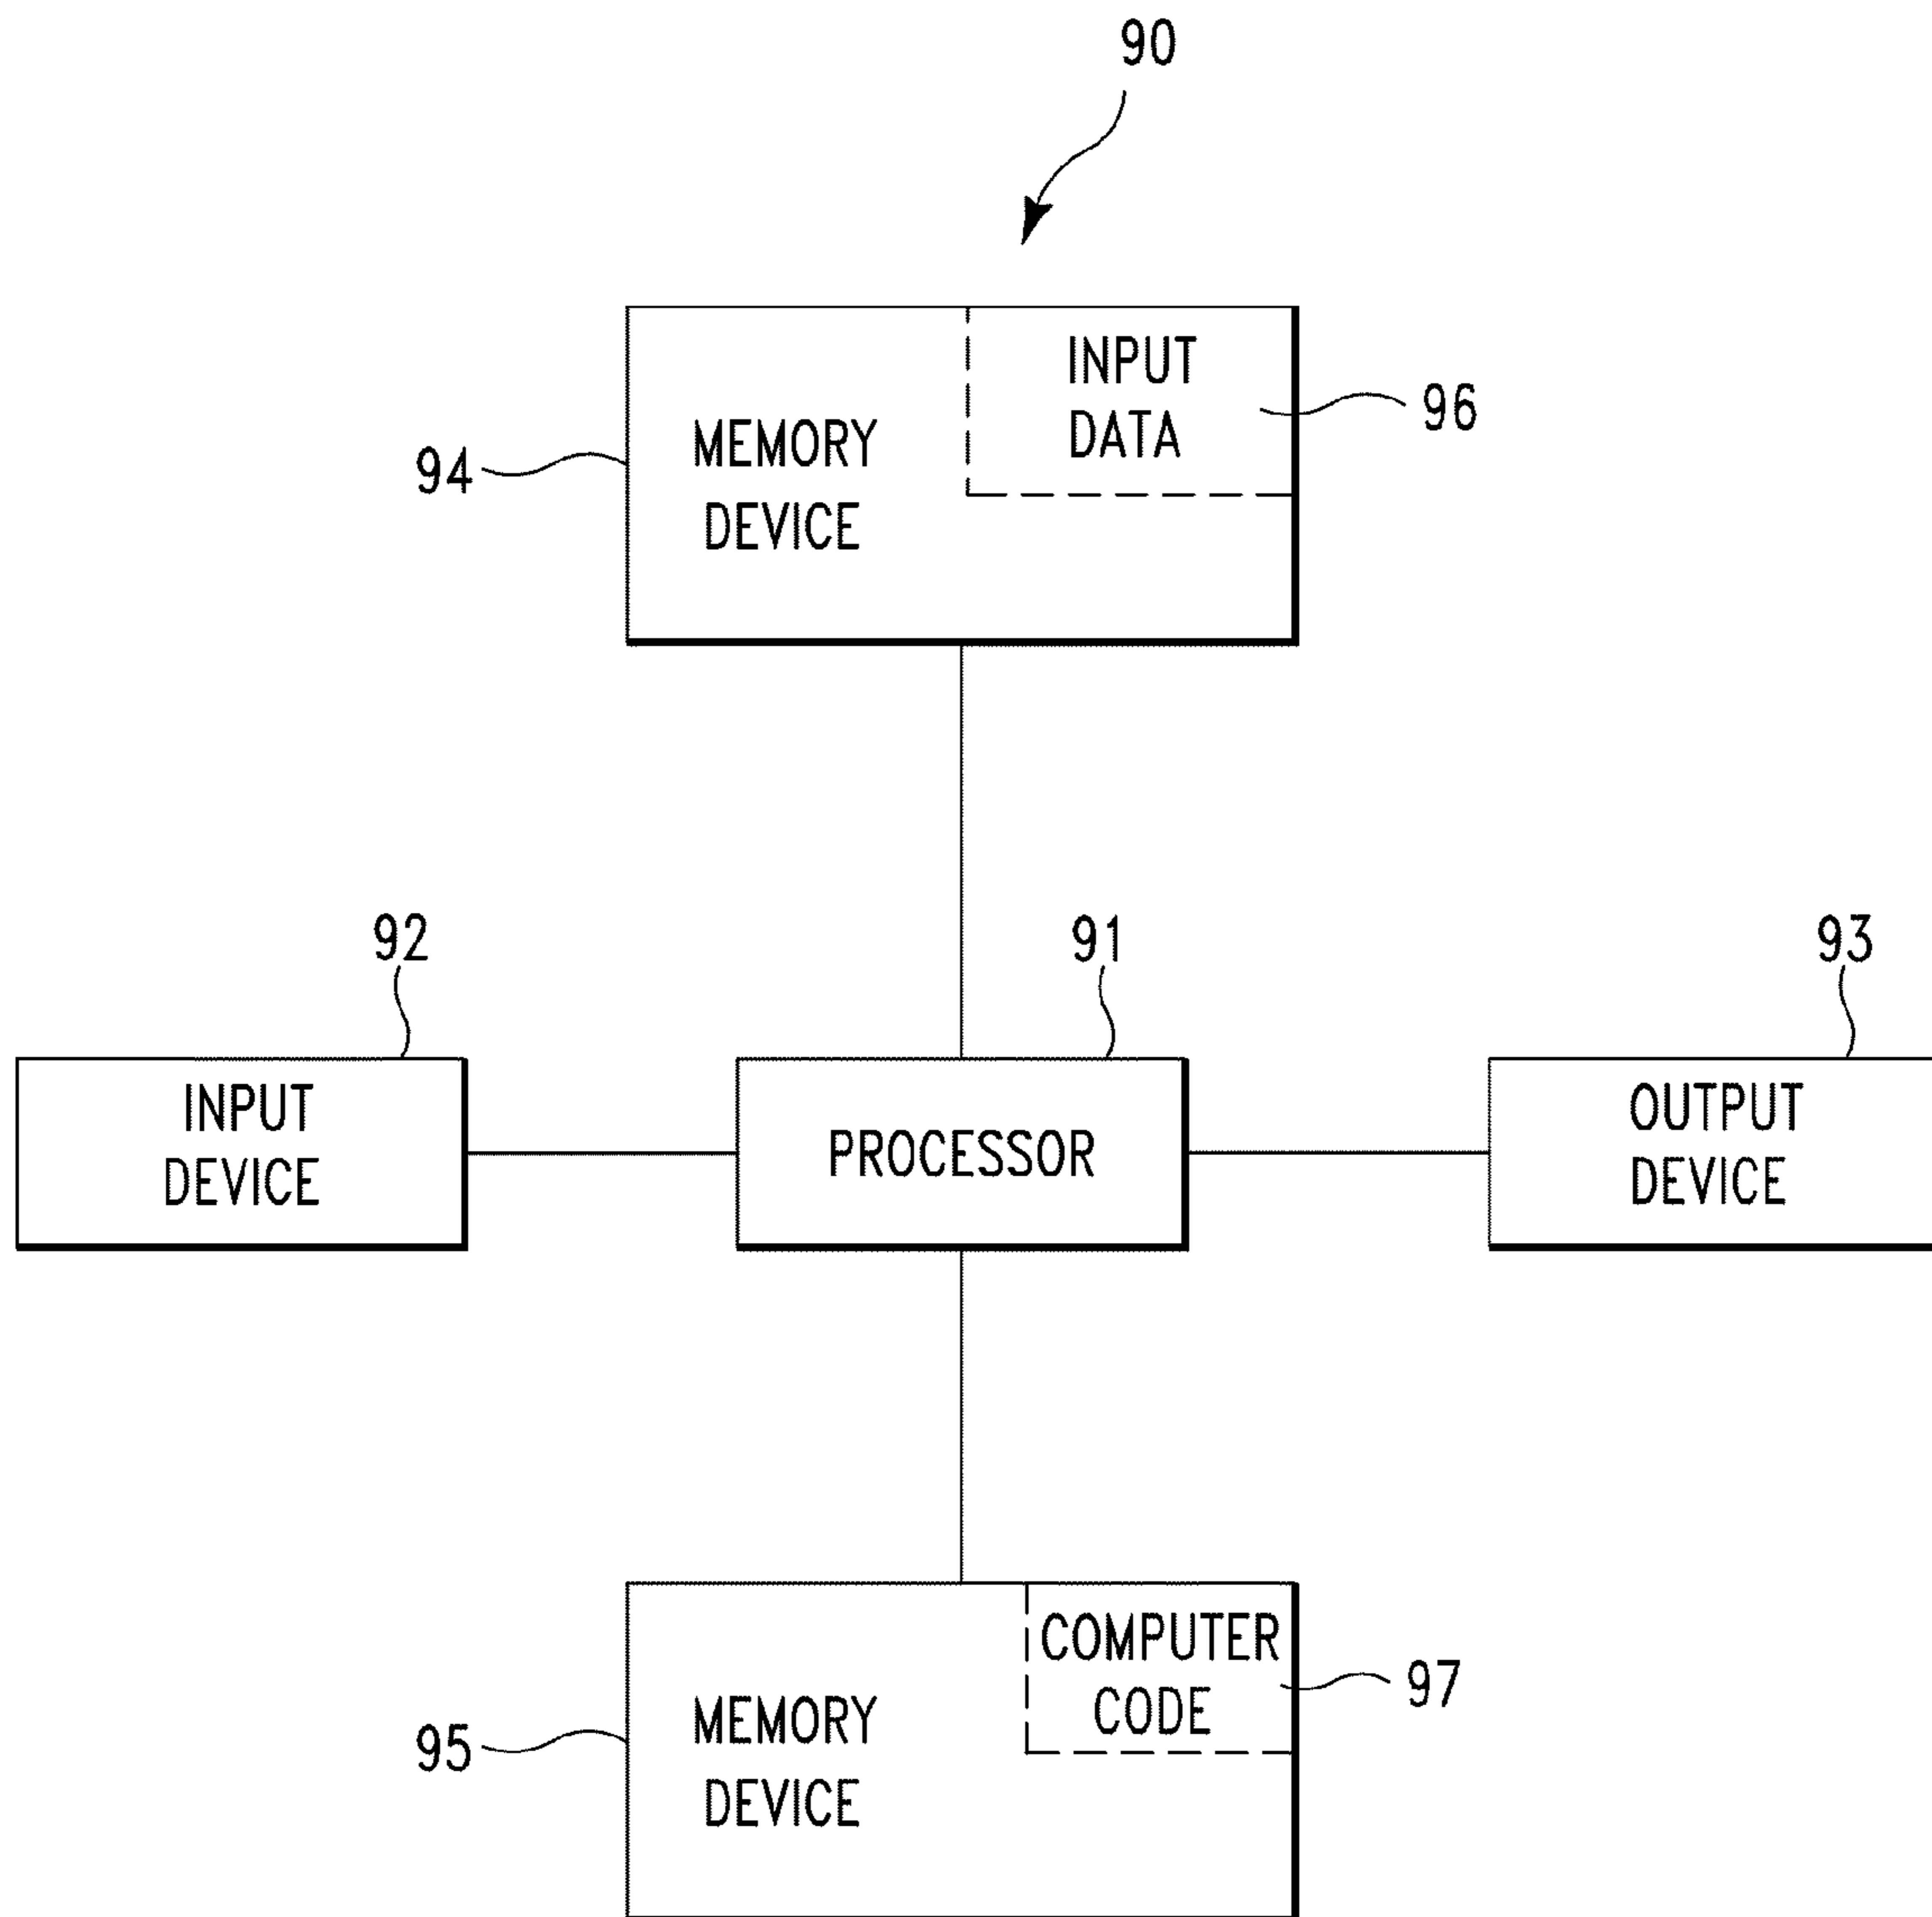 90
INPUT
DATA
96
MEMORY
DEVICE
94
92
91
93
INPUT
DEVICE
PROCESSOR
OUTPUT
DEVICE
COMPUTER
CODE
97
MEMORY
DEVICE
95